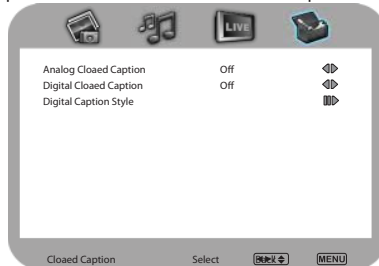 LIVE
Analog Cloaed Caption Off
Digital Cloaed Caption Off
Digital Caption Style
Cloaed Caption Select MENU